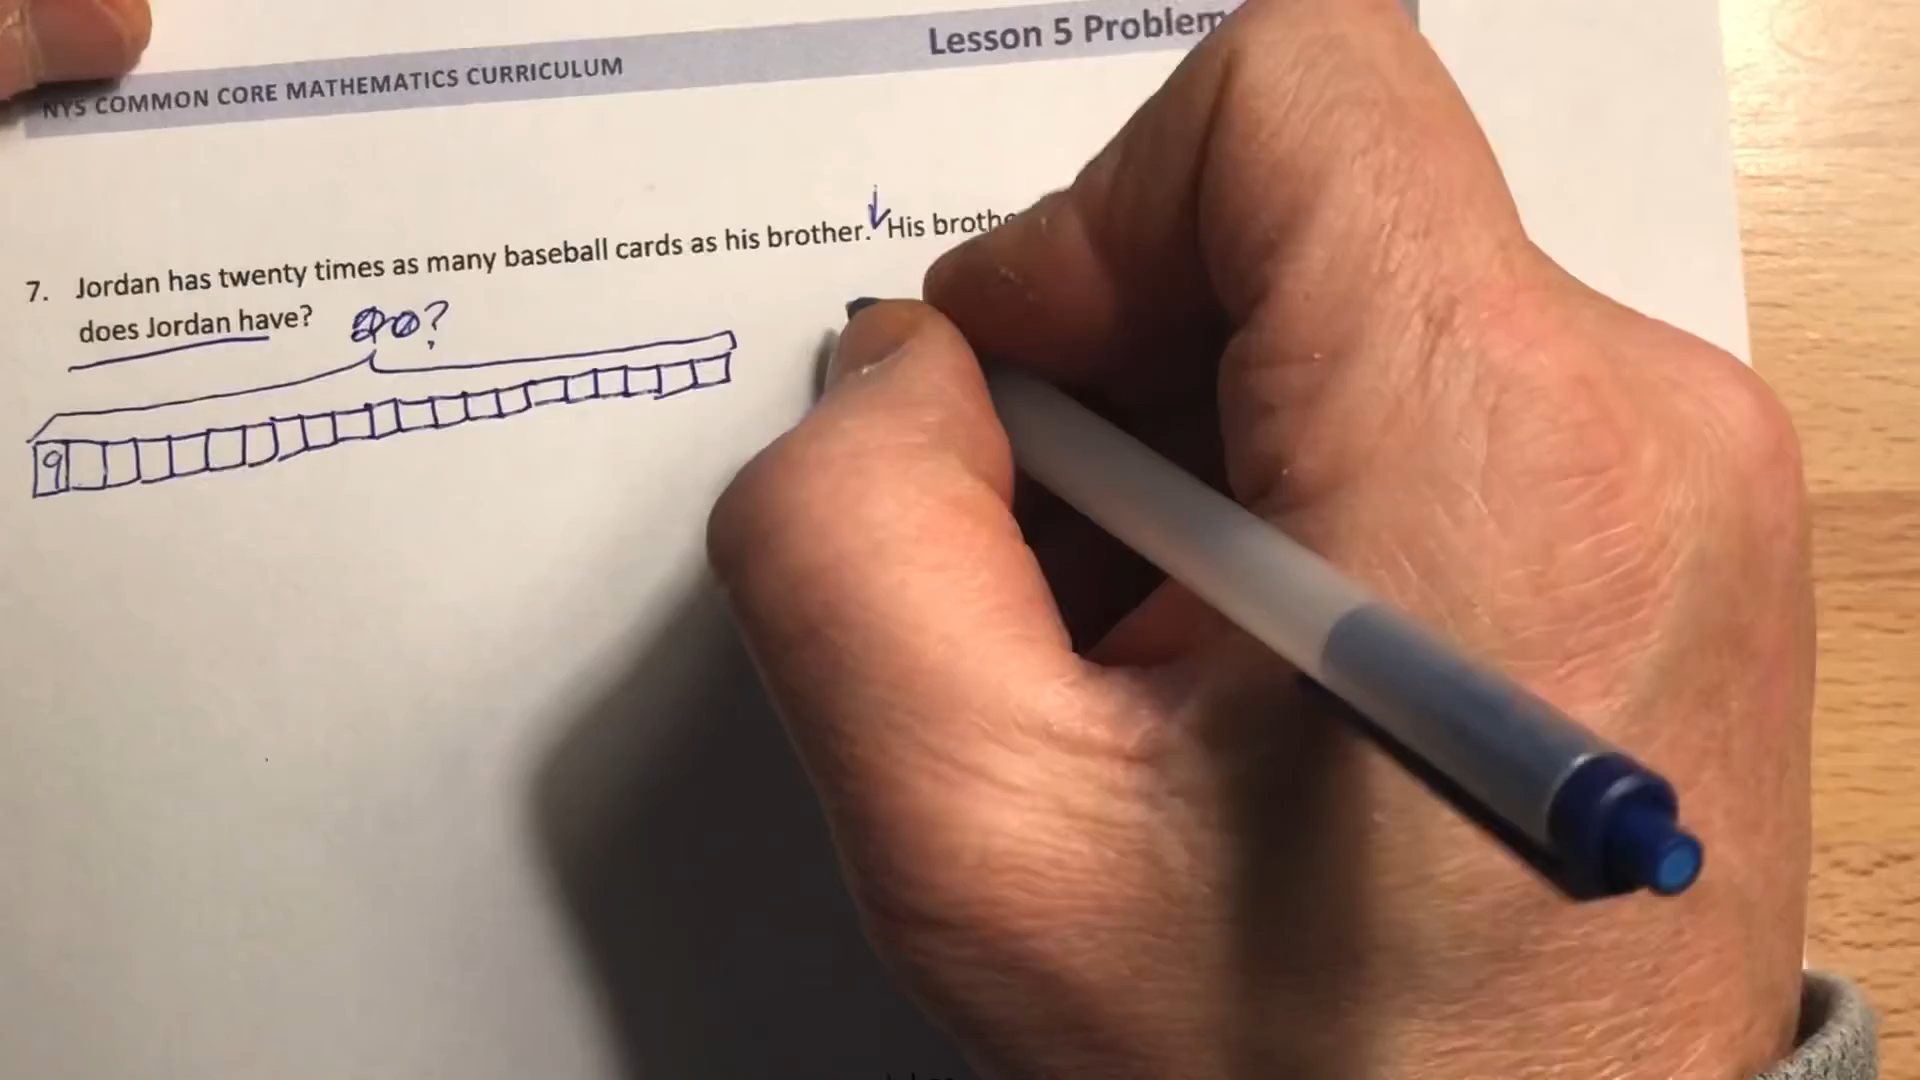 Lesson 5 Problem
NYS COMMON CORE MATHEMATICS CURRICULUM
7. Jordan has twenty times as many baseball cards as his brother. His brothe
does Jordan have?
?
9